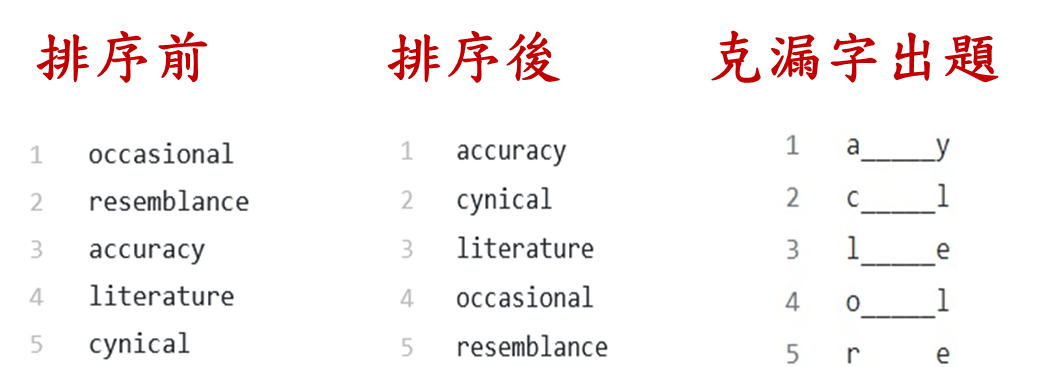 排序前
1 occasional
2 resemblance
3 accuracy
4 literature
5 cynical
排序後
1 accuracy
2 cynical
3 literature
4 occasional
5 resemblance
克漏字出題
1 a_____y
2 c_____l
3 l_____e
4 o_____l
5 r     e